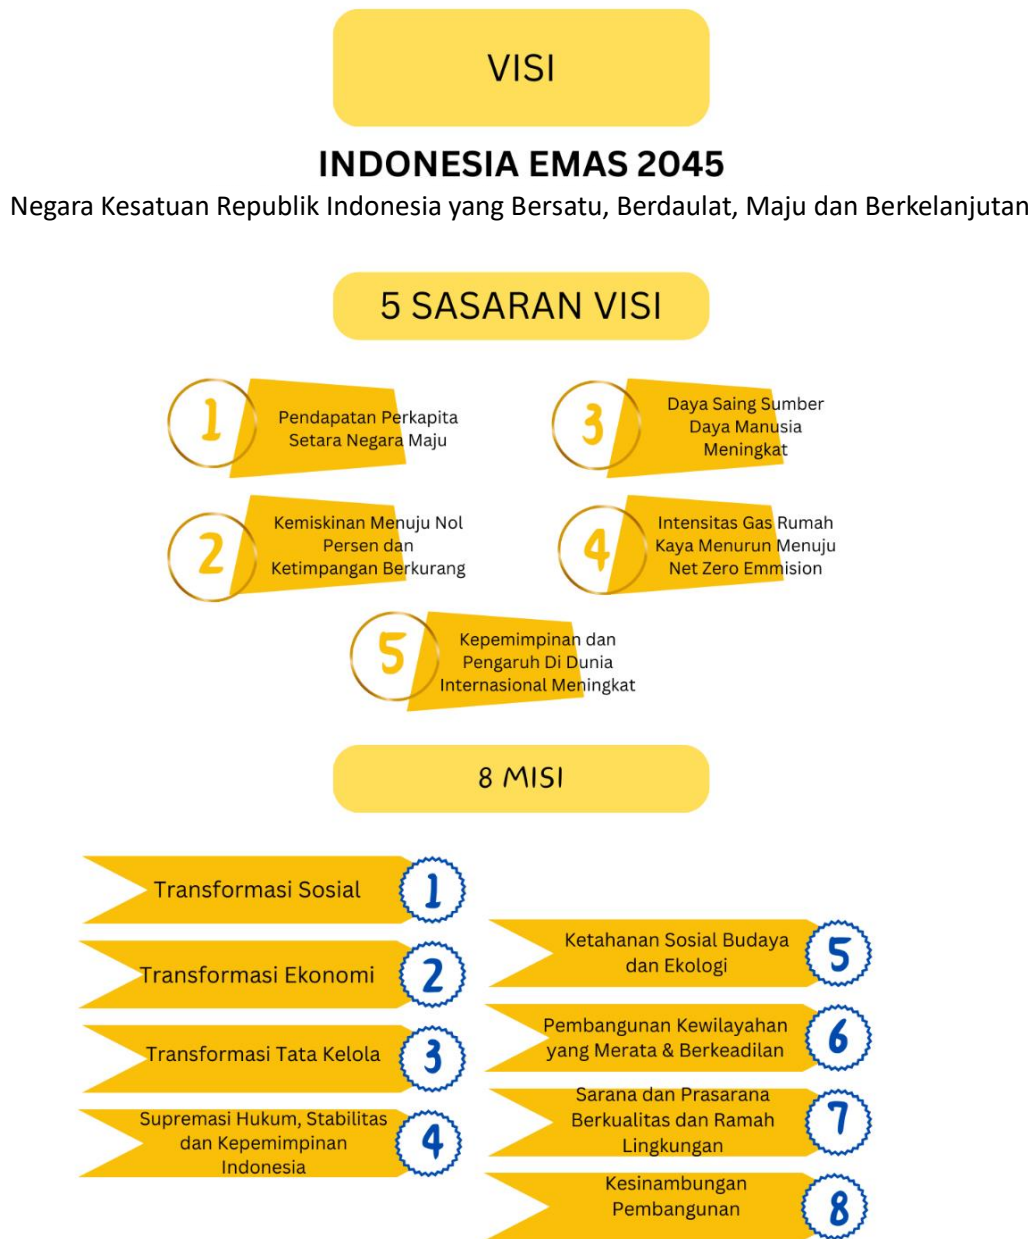 VISI
INDONESIA EMAS 2045
Negara Kesatuan Republik Indonesia yang Bersatu, Berdaulat, Maju dan Berkelanjutan
5 SASARAN VISI
1
Pendapatan Perkapita
Setara Negara Maju
2
Kemiskinan Menuju Nol
Persen dan
Ketimpangan Berkurang
3
Daya Saing Sumber
Daya Manusia
Meningkat
4
Intensitas Gas Rumah
Kaya Menurun Menuju
Net Zero Emmision
5
Kepemimpinan dan
Pengaruh Di Dunia
Internasional Meningkat
8 MISI
Transformasi Sosial
1
Transformasi Ekonomi
2
Transformasi Tata Kelola
3
Supremasi Hukum, Stabilitas
dan Kepemimpinan
Indonesia
4
Ketahanan Sosial Budaya
dan Ekologi
5
Pembangunan Kewilayahan
yang Merata & Berkeadilan
6
Sarana dan Prasarana
Berkualitas dan Ramah
Lingkungan
7
Kesinambungan
Pembangunan
8